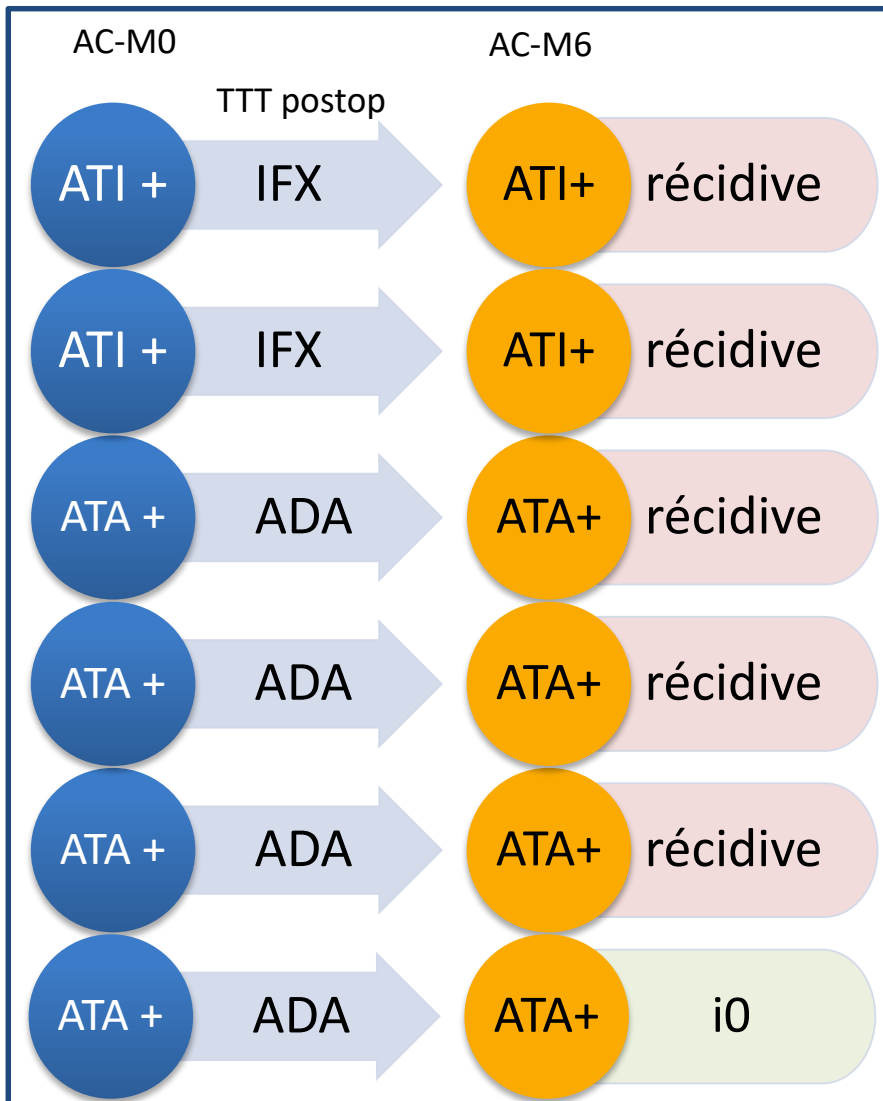 AC-M0 AC-M6
TTT postop
ATI + IFX ATI+ récidive
ATI + IFX ATI+ récidive
ATA + ADA ATA+ récidive
ATA + ADA ATA+ récidive
ATA + ADA ATA+ récidive
ATA + ADA ATA+ i0